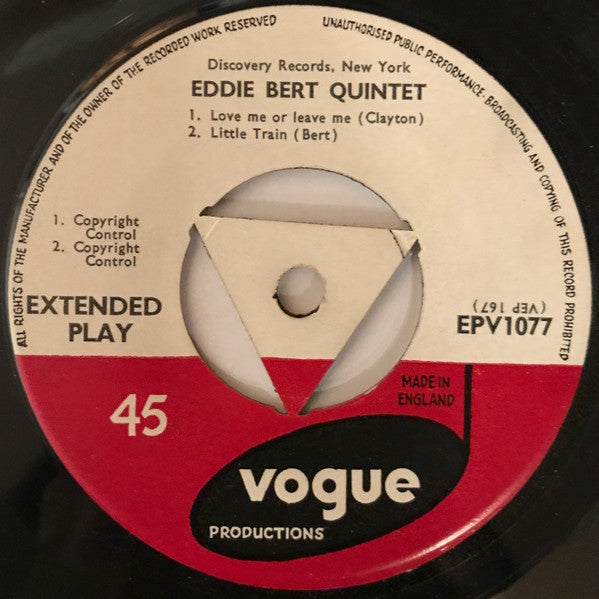 ALL RIGHTS OF THE MANUFACTURER AND OF THE OWNER OF THE RECORDED WORK RESERVED
UNAUTHORISED PUBLIC PERFORMANCE · BROADCASTING AND COPYING OF THIS RECORD PROHIBITED
Discovery Records, New York
EDDIE BERT QUINTET
1. Love me or leave me (Clayton)
2. Little Train (Bert)
1. Copyright
Control
2. Copyright
Control
EXTENDED
PLAY
(VEP 167)
EPV1077
45
MADE IN
ENGLAND
vogue
PRODUCTIONS